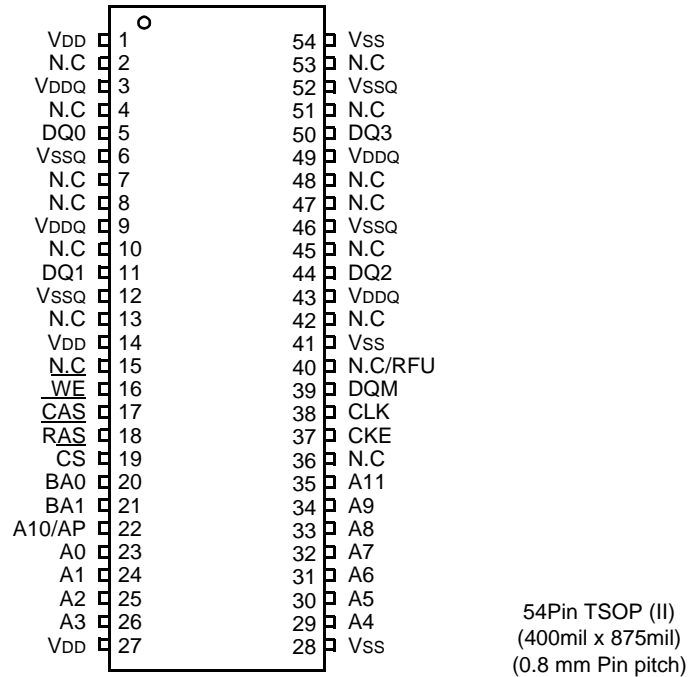 VDD 1 54 VSS
N.C 2 53 N.C
VDDQ 3 52 VSSQ
N.C 4 51 N.C
DQ0 5 50 DQ3
VSSQ 6 49 VDDQ
N.C 7 48 N.C
N.C 8 47 N.C
VDDQ 9 46 VSSQ
N.C 10 45 N.C
DQ1 11 44 DQ2
VSSQ 12 43 VDDQ
N.C 13 42 N.C
VDD 14 41 VSS
N.C 15 40 N.C/RFU
WE 16 39 DQM
CAS 17 38 CLK
RAS 18 37 CKE
CS 19 36 N.C
BA0 20 35 A11
BA1 21 34 A9
A10/AP 22 33 A8
A0 23 32 A7
A1 24 31 A6
A2 25 30 A5
A3 26 29 A4
VDD 27 28 VSS
54Pin TSOP (II)
(400mil x 875mil)
(0.8 mm Pin pitch)